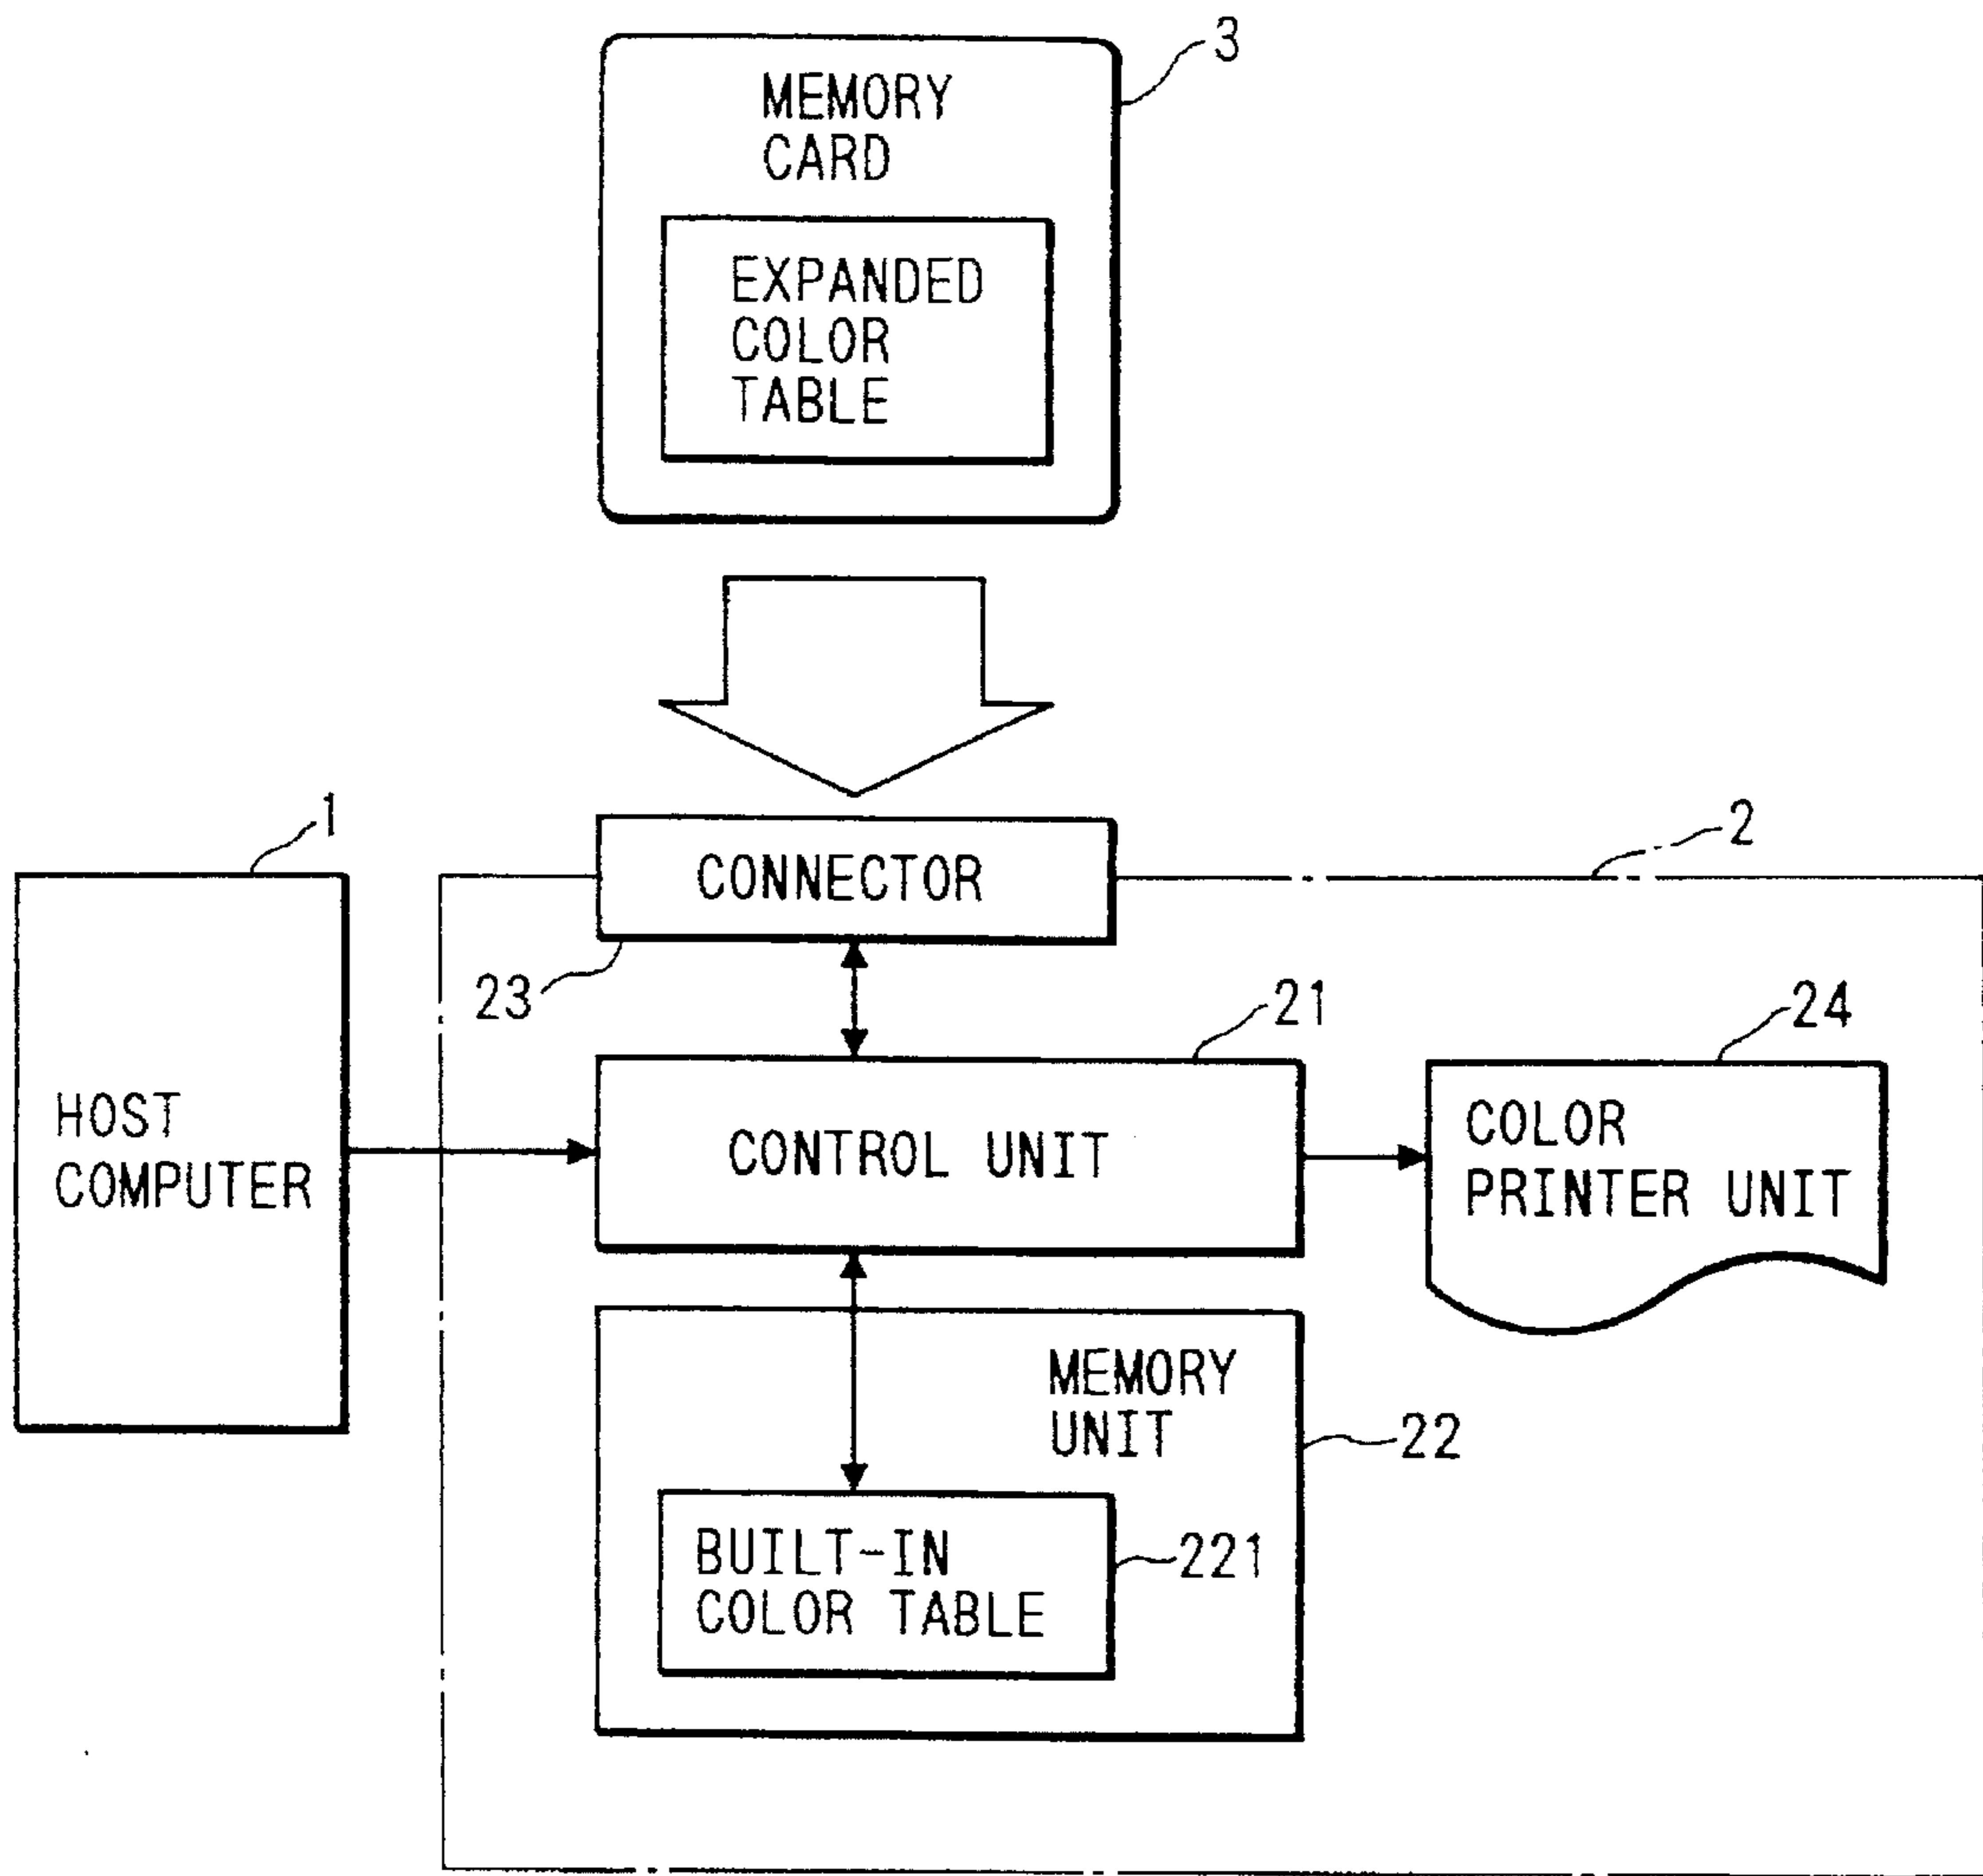 3
MEMORY
CARD
EXPANDED
COLOR
TABLE
1
2
CONNECTOR
23
21
24
HOST
COMPUTER
CONTROL UNIT
COLOR
PRINTER UNIT
MEMORY
UNIT
22
BUILT-IN
COLOR TABLE
221